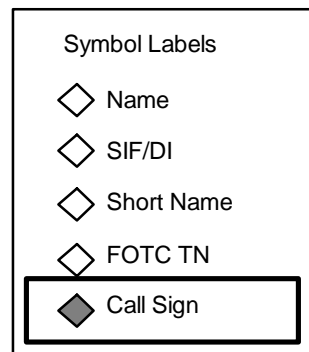 Symbol Labels
Name
SIF/DI
Short Name
FOTC TN
Call Sign